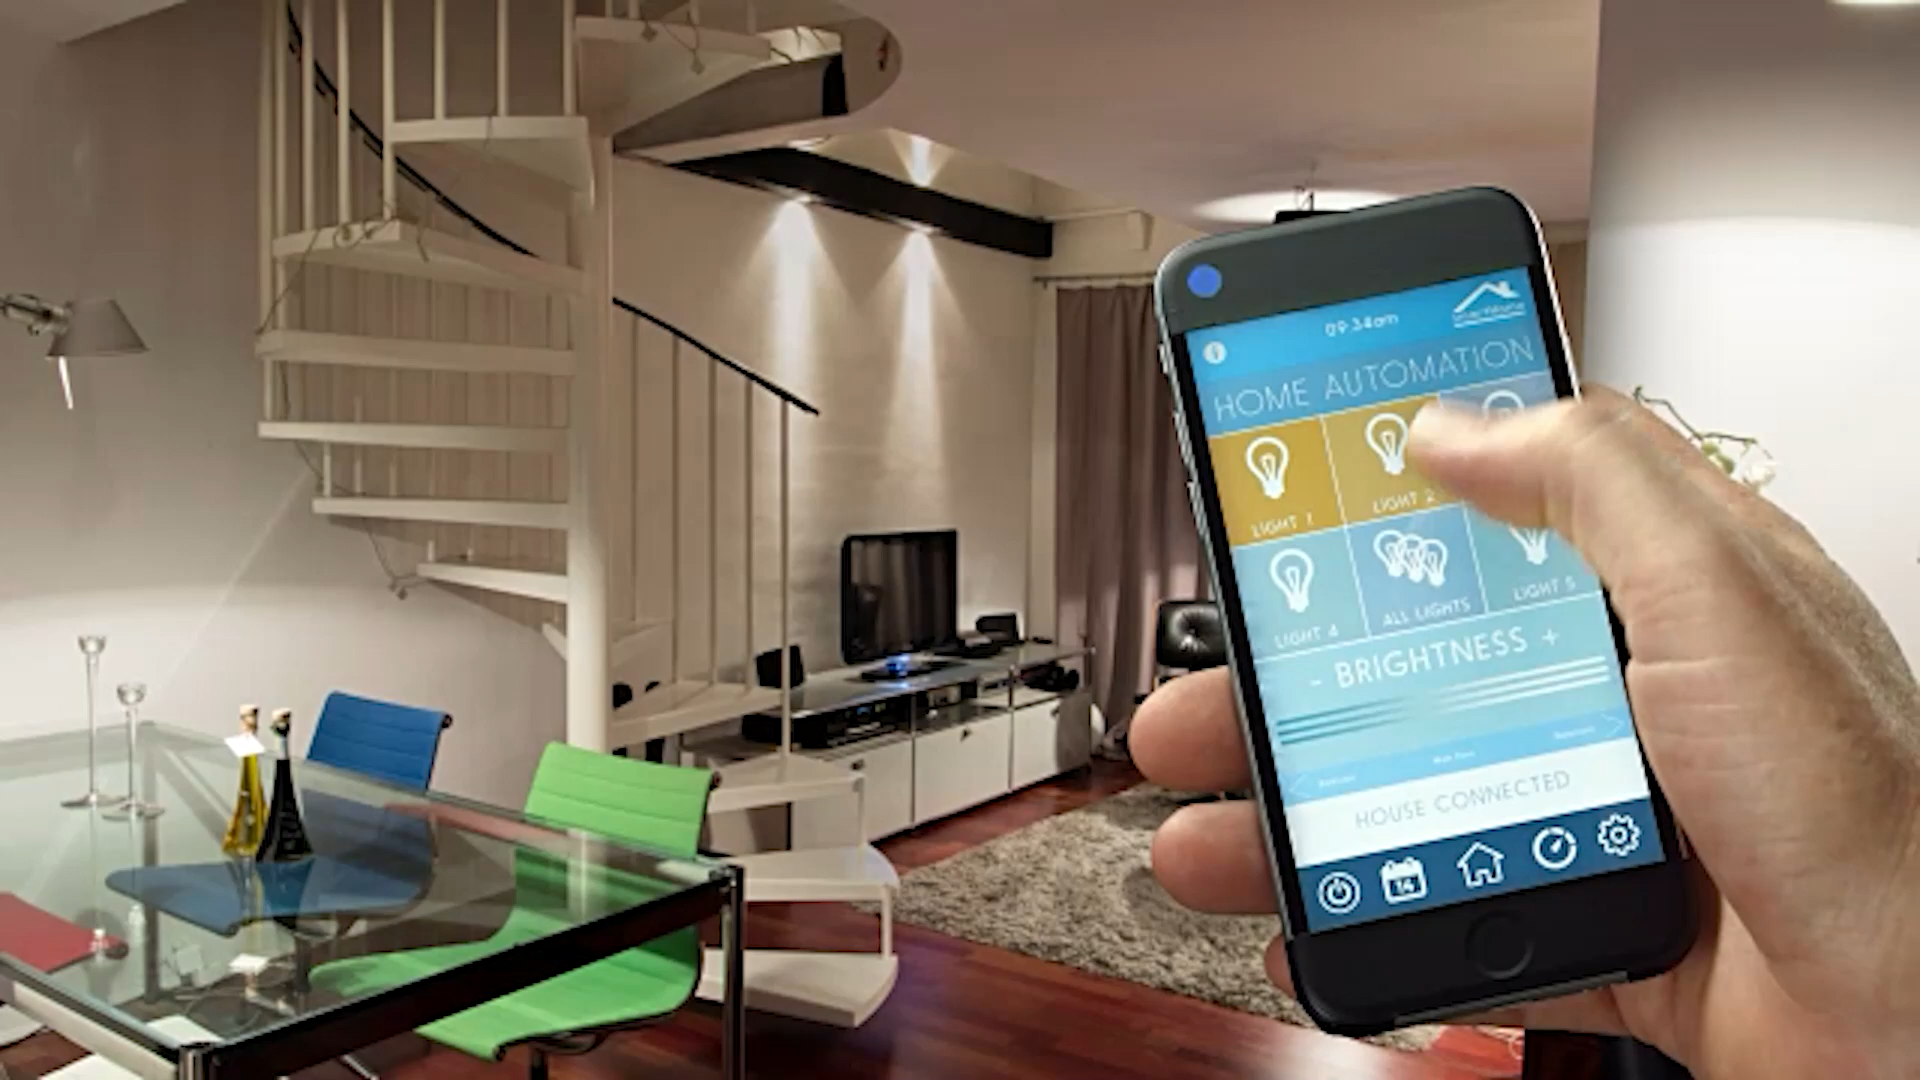 09.34am
HOME AUTOMATION
LIGHT 1
LIGHT 2
LIGHT 4
ALL LIGHTS
LIGHT 5
- BRIGHTNESS +
HOUSE CONNECTED
14